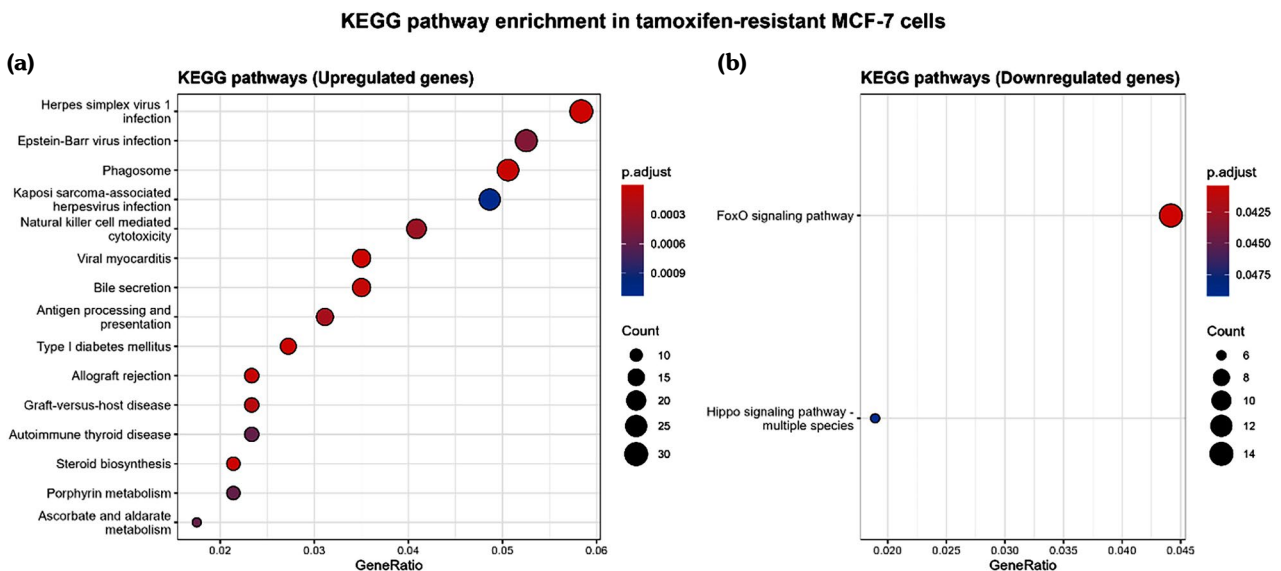 KEGG pathway enrichment in tamoxifen-resistant MCF-7 cells
(a)
KEGG pathways (Upregulated genes)
Herpes simplex virus 1
infection
Epstein-Barr virus infection
Phagosome
Kaposi sarcoma-associated
herpesvirus infection
Natural killer cell mediated
cytotoxicity
Viral myocarditis
Bile secretion
Antigen processing and
presentation
Type I diabetes mellitus
Allograft rejection
Graft-versus-host disease
Autoimmune thyroid disease
Steroid biosynthesis
Porphyrin metabolism
Ascorbate and aldarate
metabolism
0.02 0.03 0.04 0.05 0.06
GeneRatio
p.adjust
0.0003
0.0006
0.0009
Count
10
15
20
25
30
(b)
KEGG pathways (Downregulated genes)
FoxO signaling pathway
Hippo signaling pathway -
multiple species
0.020 0.025 0.030 0.035 0.040 0.045
GeneRatio
p.adjust
0.0425
0.0450
0.0475
Count
6
8
10
12
14